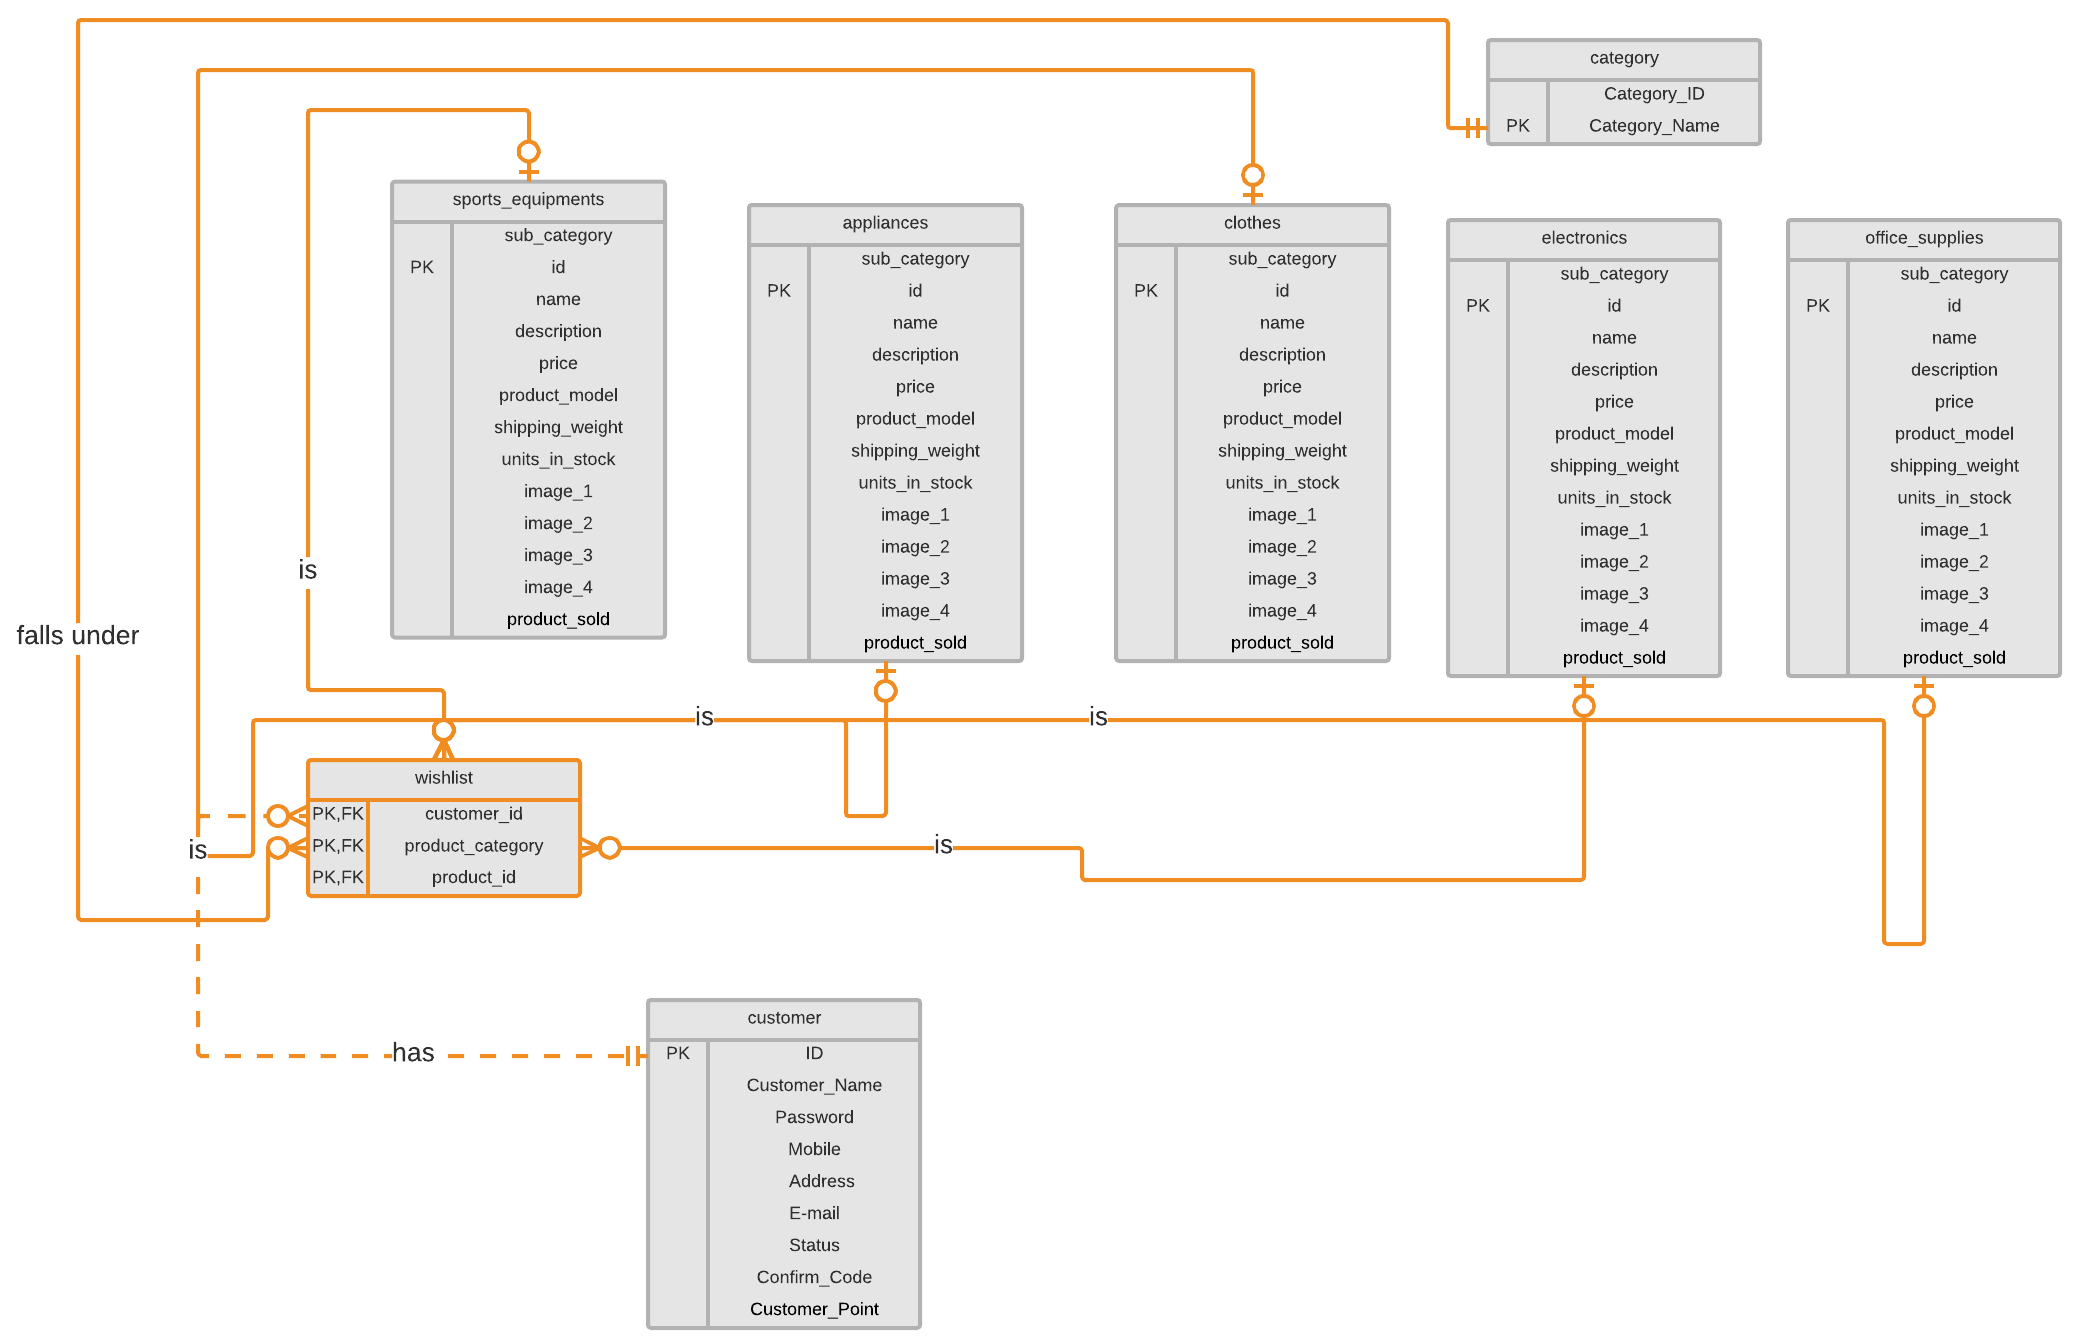 category
Category_ID
PK Category_Name
sports_equipments
sub_category
PK id
name
description
price
product_model
shipping_weight
units_in_stock
image_1
image_2
image_3
image_4
product_sold
appliances
sub_category
PK id
name
description
price
product_model
shipping_weight
units_in_stock
image_1
image_2
image_3
image_4
product_sold
clothes
sub_category
PK id
name
description
price
product_model
shipping_weight
units_in_stock
image_1
image_2
image_3
image_4
product_sold
electronics
sub_category
PK id
name
description
price
product_model
shipping_weight
units_in_stock
image_1
image_2
image_3
image_4
product_sold
office_supplies
sub_category
PK id
name
description
price
product_model
shipping_weight
units_in_stock
image_1
image_2
image_3
image_4
product_sold
is
falls under
is
is
wishlist
PK,FK customer_id
PK,FK product_category
PK,FK product_id
is
is
has
customer
PK ID
Customer_Name
Password
Mobile
Address
E-mail
Status
Confirm_Code
Customer_Point